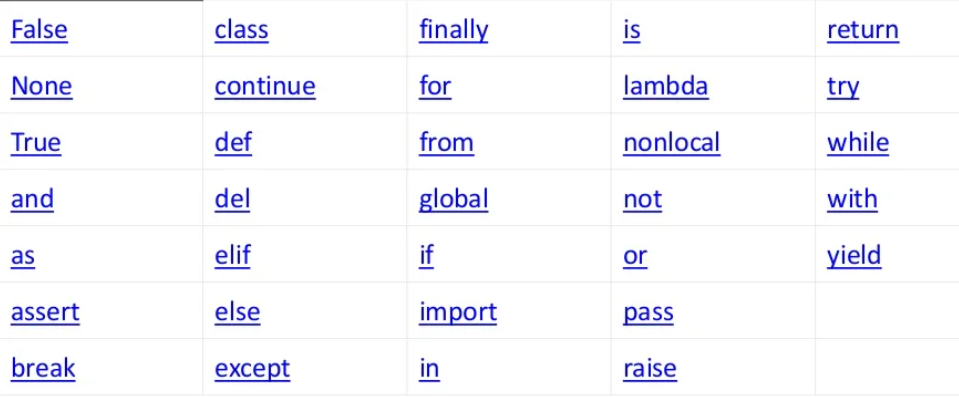 False class finally is return
None continue for lambda try
True def from nonlocal while
and del global not with
as elif if or yield
assert else import pass
break except in raise